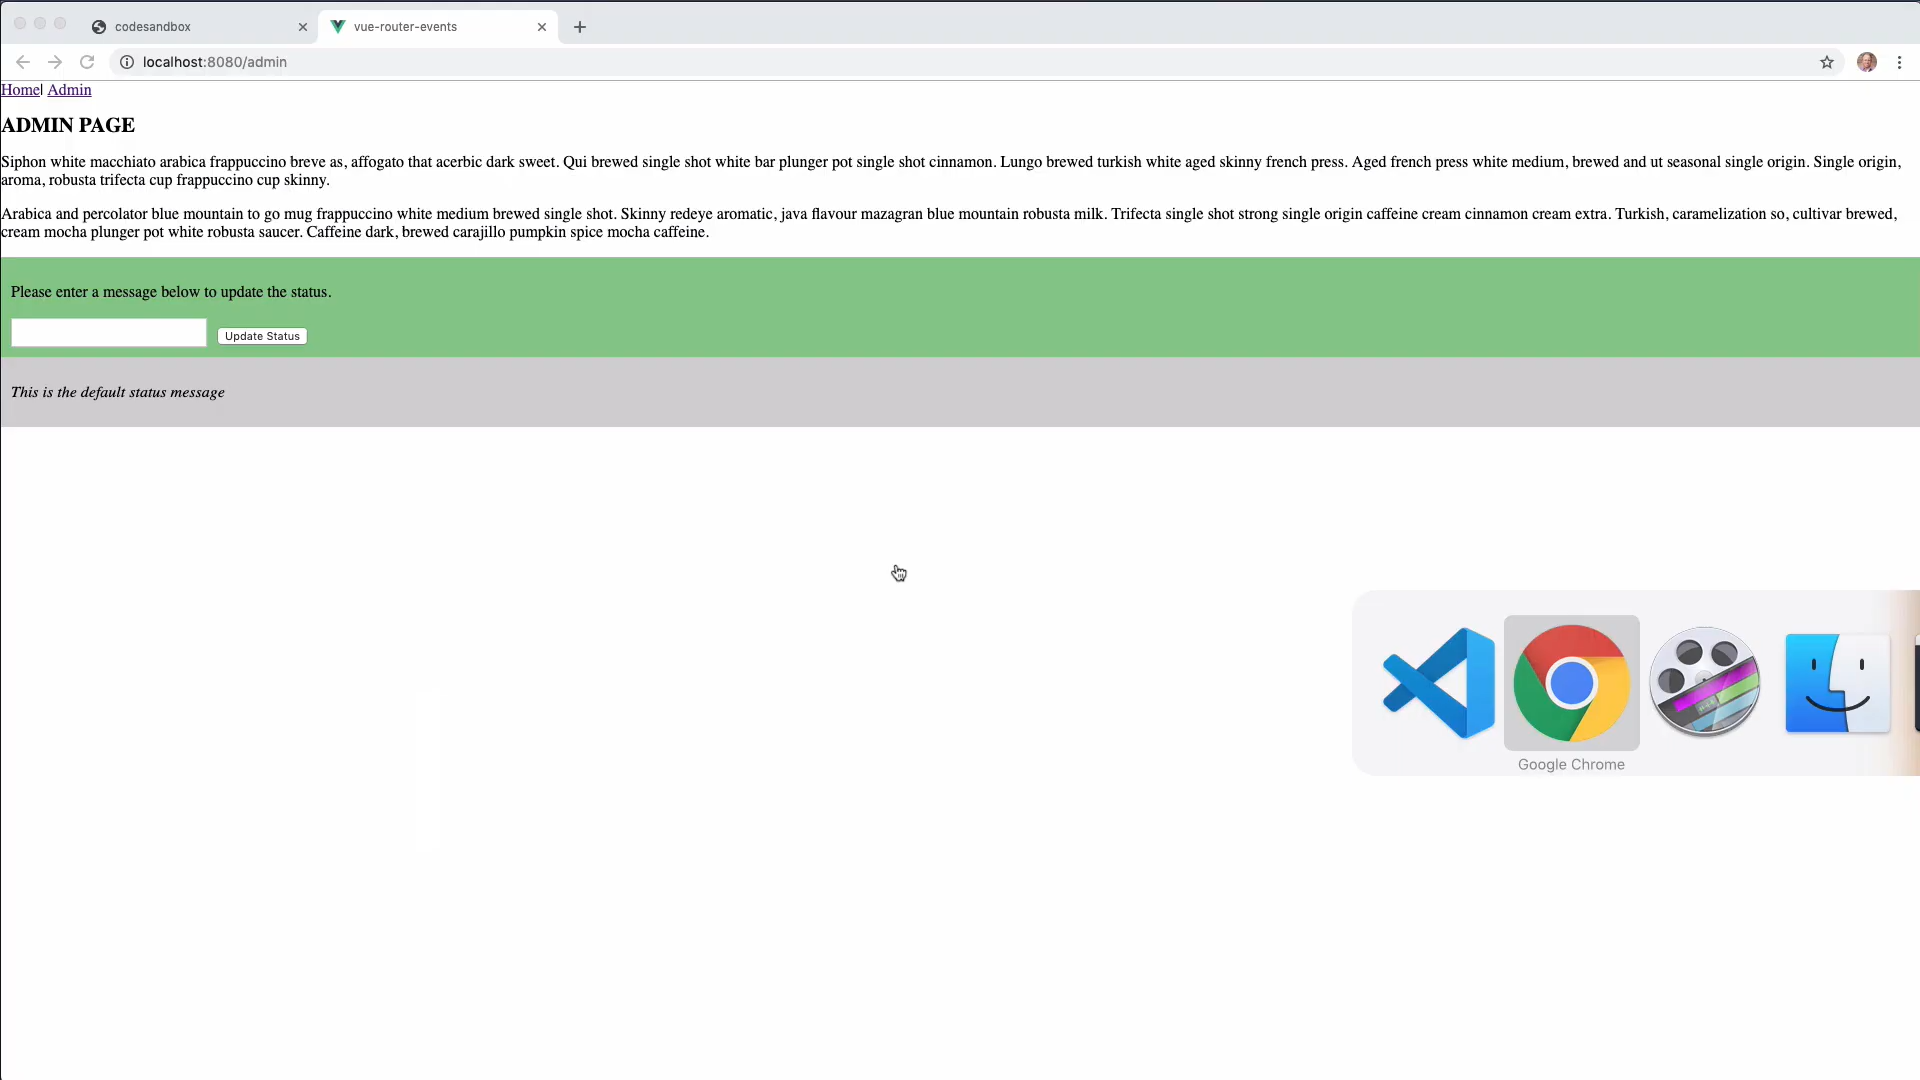 codesandbox
vue-router-events
localhost:8080/admin
Home| Admin
ADMIN PAGE
Siphon white macchiato arabica frappuccino breve as, affogato that acerbic dark sweet. Qui brewed single shot white bar plunger pot single shot cinnamon. Lungo brewed turkish white aged skinny french press. Aged french press white medium, brewed and ut seasonal single origin. Single origin,
aroma, robusta trifecta cup frappuccino cup skinny.
Arabica and percolator blue mountain to go mug frappuccino white medium brewed single shot. Skinny redeye aromatic, java flavour mazagran blue mountain robusta milk. Trifecta single shot strong single origin caffeine cream cinnamon cream extra. Turkish, caramelization so, cultivar brewed,
cream mocha plunger pot white robusta saucer. Caffeine dark, brewed carajillo pumpkin spice mocha caffeine.
Please enter a message below to update the status.
Update Status
This is the default status message
Google Chrome